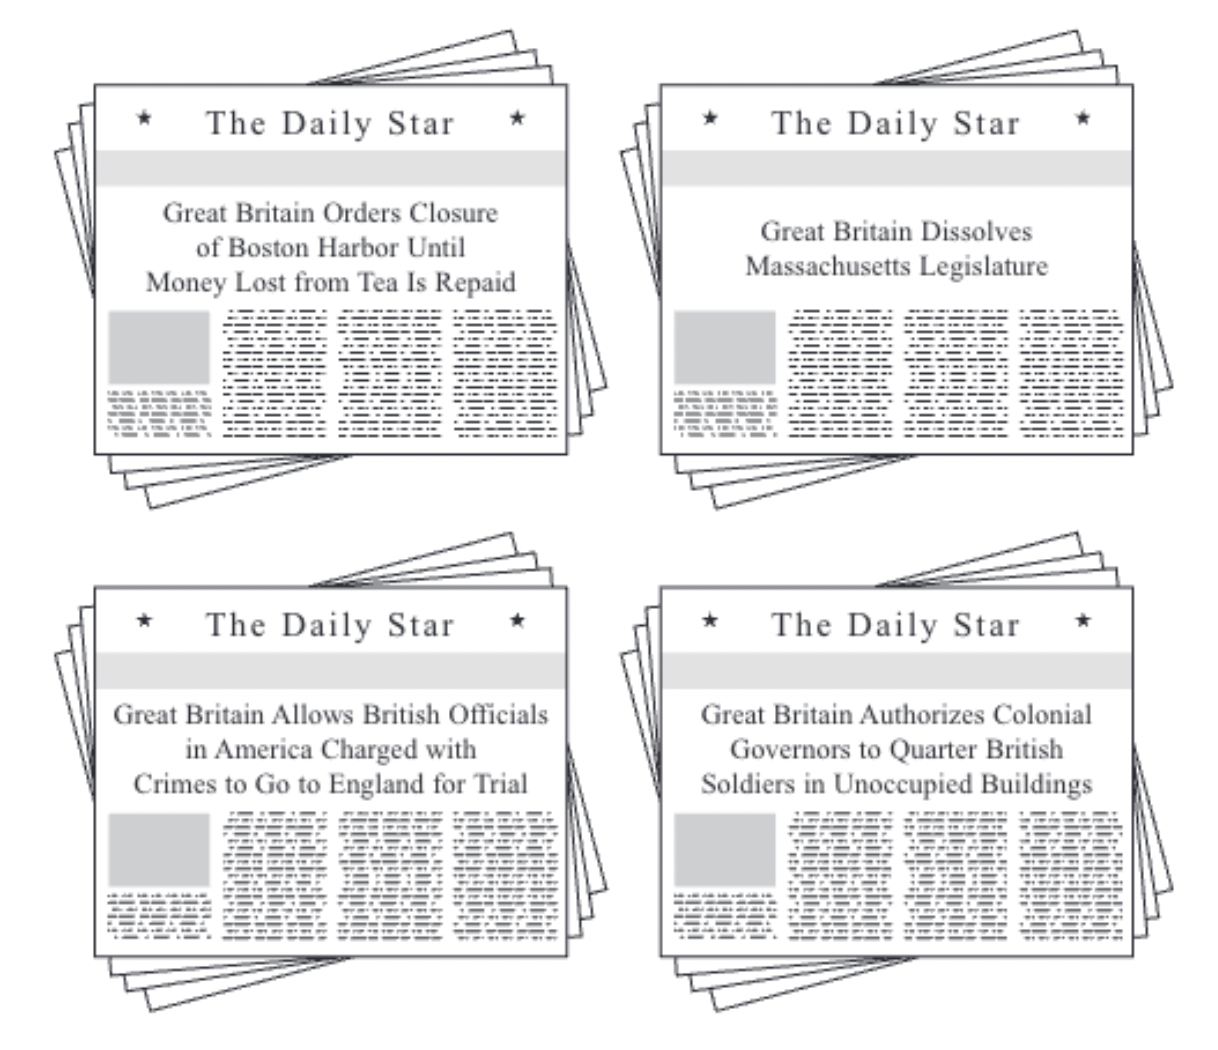 ★ The Daily Star ★
Great Britain Orders Closure
of Boston Harbor Until
Money Lost from Tea Is Repaid
★ The Daily Star ★
Great Britain Dissolves
Massachusetts Legislature
★ The Daily Star ★
Great Britain Allows British Officials
in America Charged with
Crimes to Go to England for Trial
★ The Daily Star ★
Great Britain Authorizes Colonial
Governors to Quarter British
Soldiers in Unoccupied Buildings